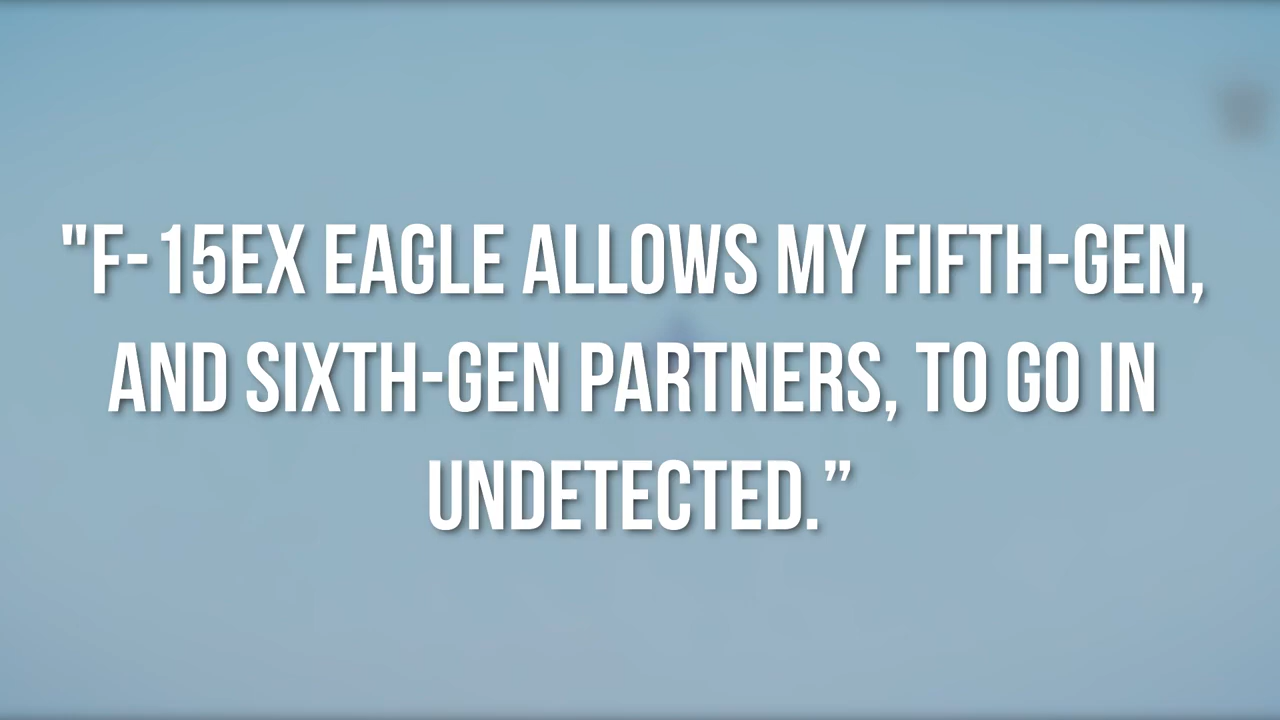 "F-15EX EAGLE ALLOWS MY FIFTH-GEN,
AND SIXTH-GEN PARTNERS, TO GO IN
UNDETECTED.”